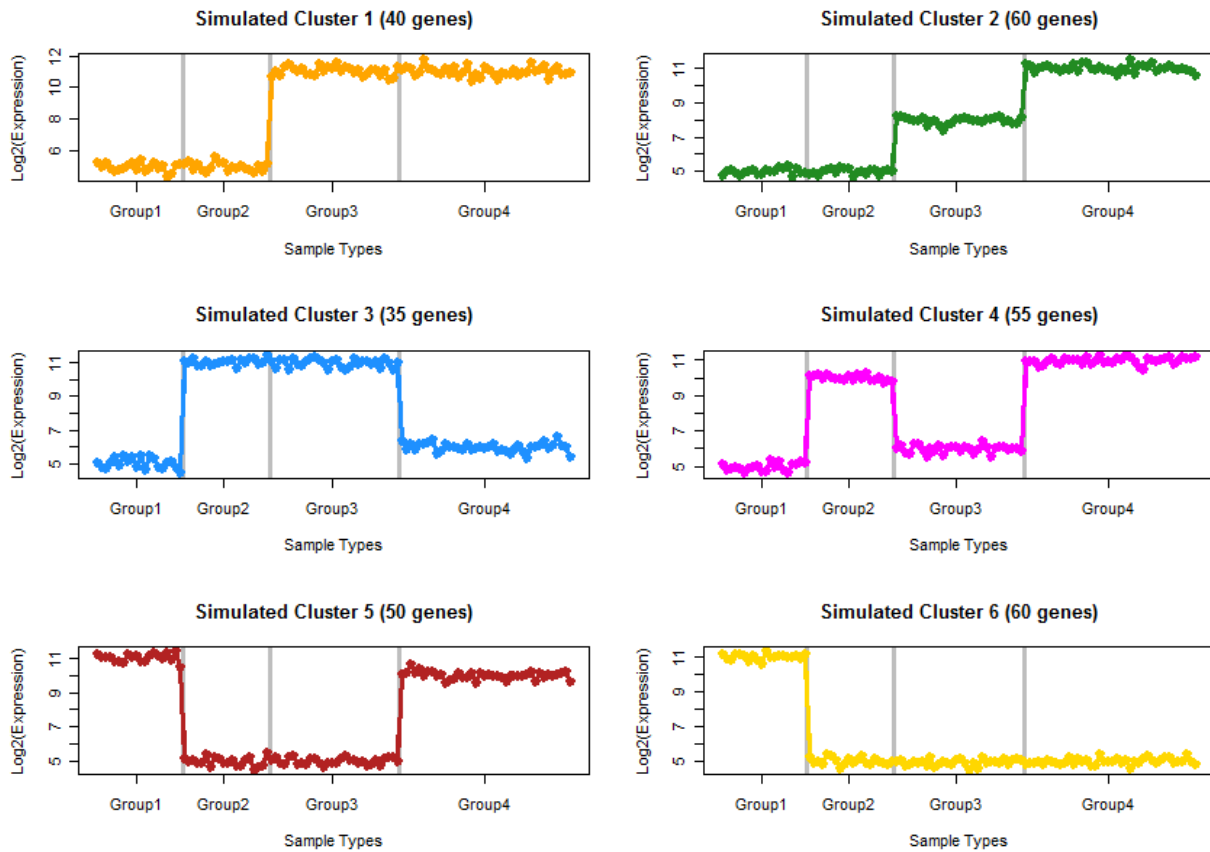 Simulated Cluster 1 (40 genes)
Log2(Expression)
12
10
8
6
Group1 Group2 Group3 Group4
Sample Types
Simulated Cluster 2 (60 genes)
Log2(Expression)
11
9
7
5
Group1 Group2 Group3 Group4
Sample Types
Simulated Cluster 3 (35 genes)
Log2(Expression)
11
9
7
5
Group1 Group2 Group3 Group4
Sample Types
Simulated Cluster 4 (55 genes)
Log2(Expression)
11
9
7
5
Group1 Group2 Group3 Group4
Sample Types
Simulated Cluster 5 (50 genes)
Log2(Expression)
11
9
7
5
Group1 Group2 Group3 Group4
Sample Types
Simulated Cluster 6 (60 genes)
Log2(Expression)
11
9
7
5
Group1 Group2 Group3 Group4
Sample Types